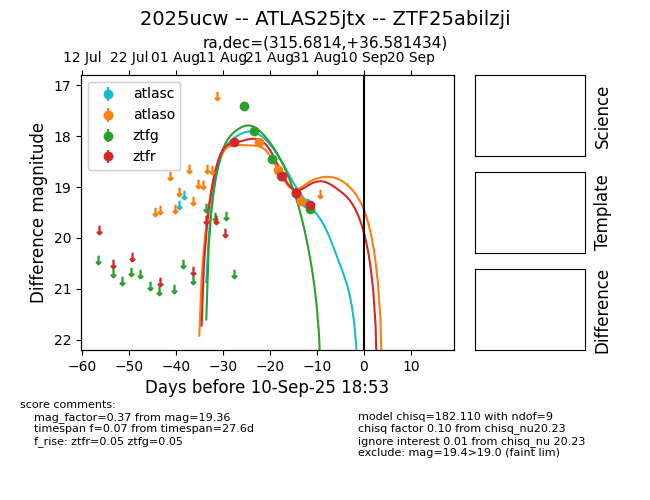 2025ucw -- ATLAS25jtx -- ZTF25abilzji
ra,dec=(315.6814,+36.581434)
12 Jul 22 Jul 01 Aug 11 Aug 21 Aug 31 Aug 10 Sep 20 Sep
17
18
19
20
21
22
Difference magnitude
atlasc
atlaso
ztfg
ztfr
−60 −50 −40 −30 −20 −10 0 10
Days before 10-Sep-25 18:53
Science
Template
Difference
score comments:
mag_factor=0.37 from mag=19.36
timespan f=0.07 from timespan=27.6d
f_rise: ztfr=0.05 ztfg=0.05
model chisq=182.110 with ndof=9
chisq factor 0.10 from chisq_nu20.23
ignore interest 0.01 from chisq_nu 20.23
exclude: mag=19.4>19.0 (faint lim)